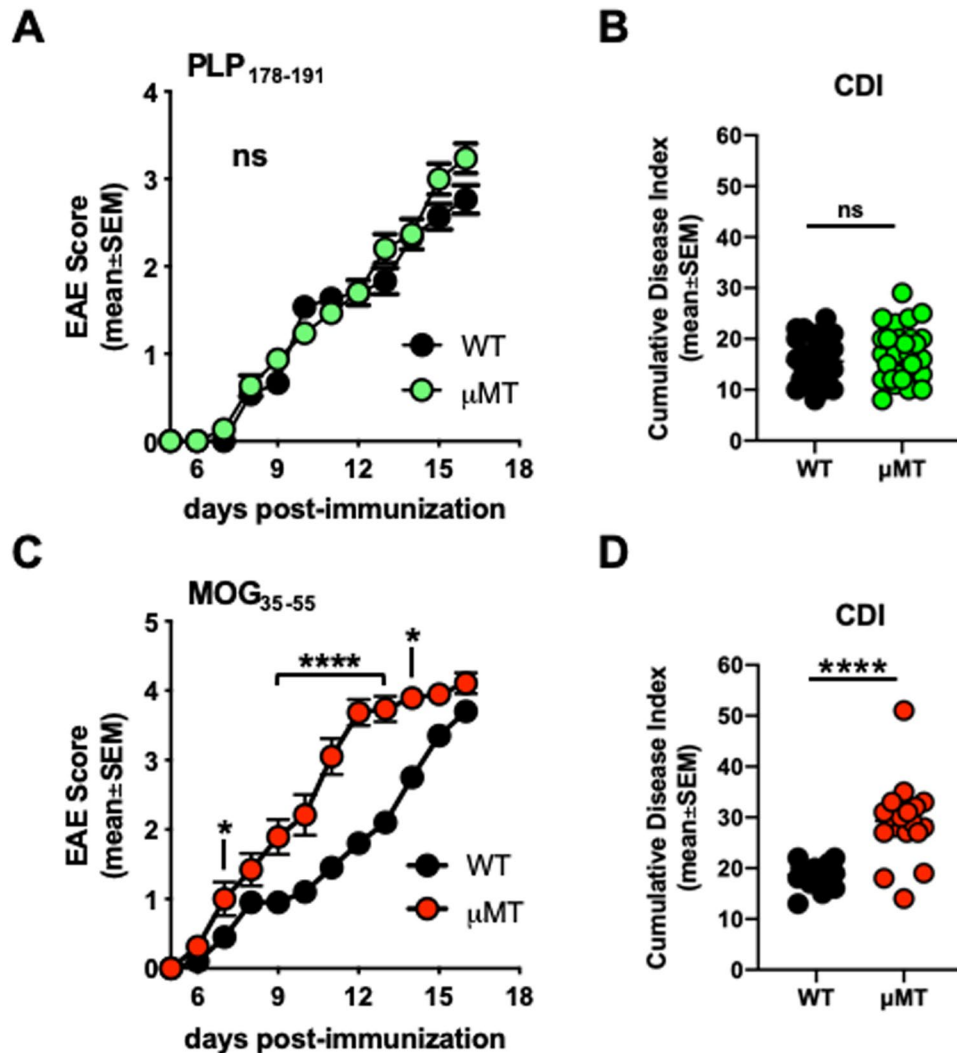 A
PLP178-191
4
3
2
1
0
EAE Score
(mean±SEM)
ns
WT
μMT
6 9 12 15 18
days post-immunization
B
CDI
60
50
40
30
20
10
0
Cumulative Disease Index
(mean±SEM)
ns
WT μMT
C
MOG35-55
5
4
3
2
1
0
EAE Score
(mean±SEM)
*
****
*
WT
μMT
6 9 12 15 18
days post-immunization
D
CDI
60
50
40
30
20
10
0
Cumulative Disease Index
(mean±SEM)
****
WT μMT